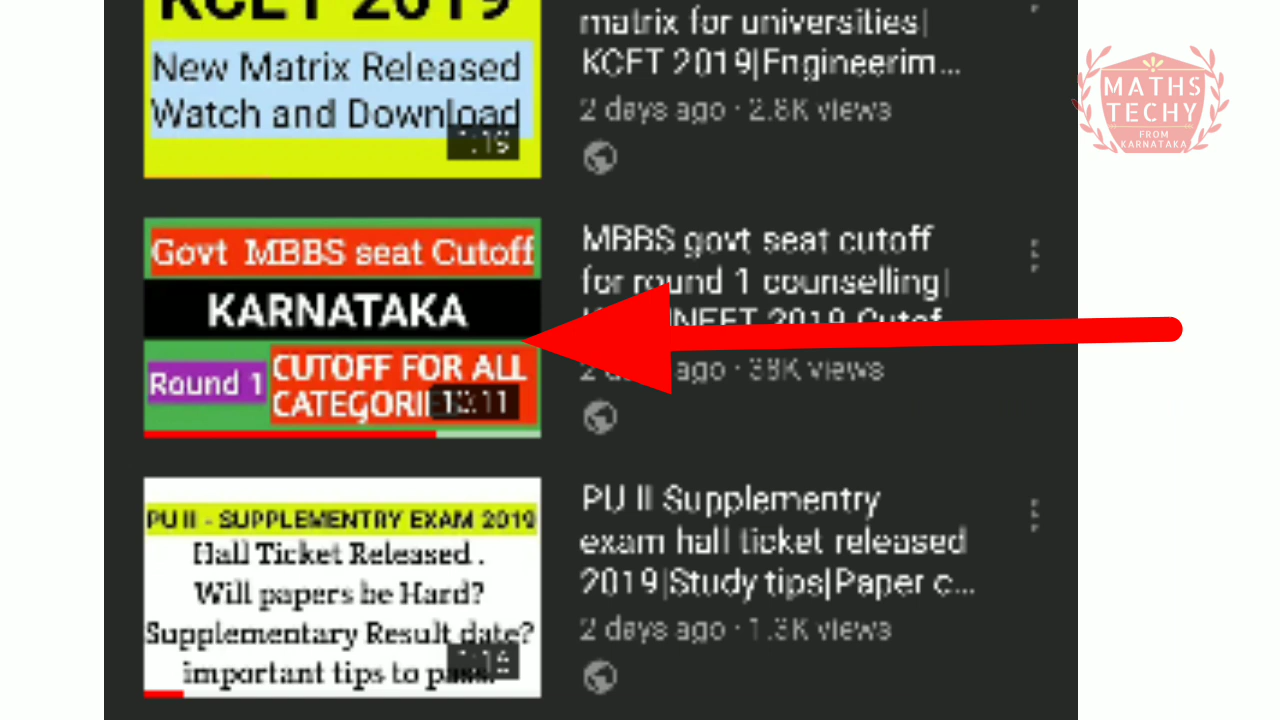 KCET 2019
New Matrix Released
Watch and Download
matrix for universities|
KCET 2019|Engineerim...
2 days ago · 2.8K views
MATHS
TECHY
FROM
KARNATAKA
Govt MBBS seat Cutoff
KARNATAKA
Round 1
CUTOFF FOR ALL
CATEGORI
MBBS govt seat cutoff
for round 1 counselling|
2019 Cutof
ago · 38K views
PU II - SUPPLEMENTRY EXAM 2019
Hall Ticket Released .
Will papers be Hard?
Supplementary Result date?
important tips to pass.
PU II Supplementry
exam hall ticket released
2019|Study tips|Paper c...
2 days ago · 1.3K views